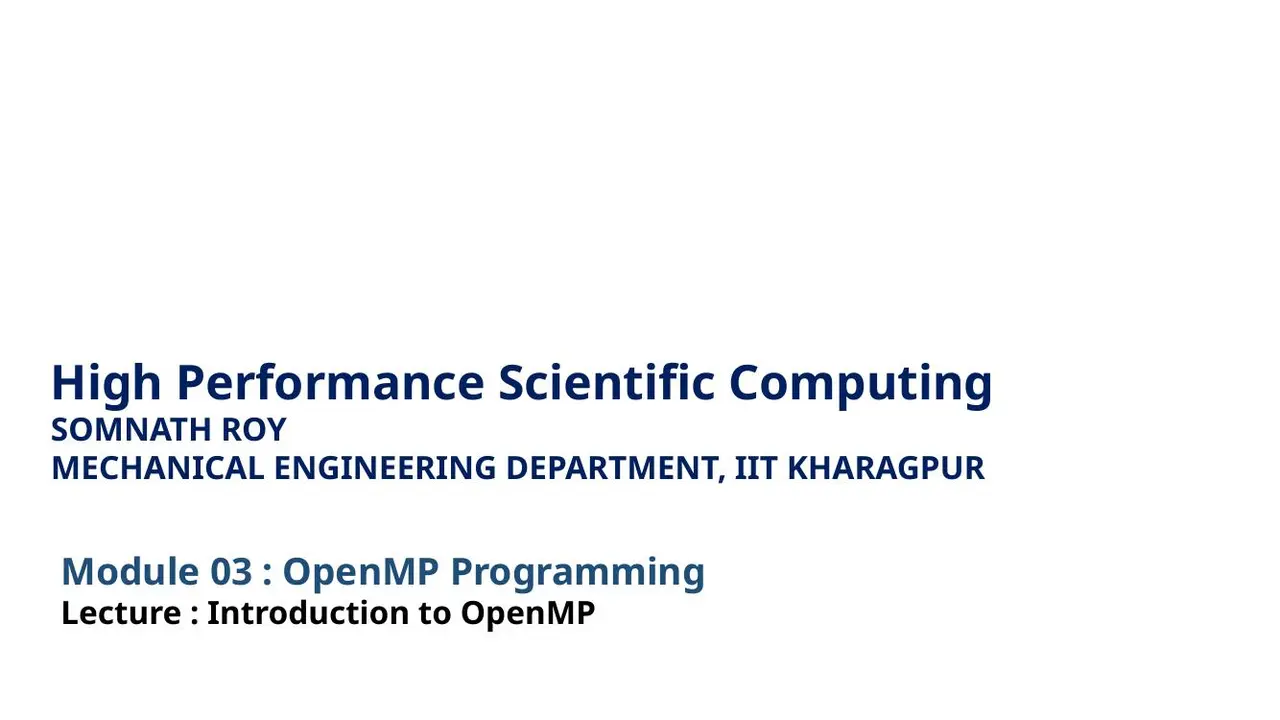 High Performance Scientific Computing
SOMNATH ROY
MECHANICAL ENGINEERING DEPARTMENT, IIT KHARAGPUR
Module 03 : OpenMP Programming
Lecture : Introduction to OpenMP